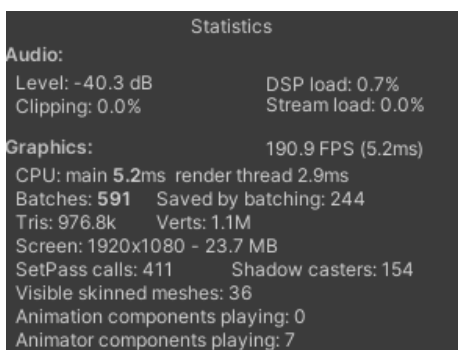 Statistics
Audio:
Level: -40.3 dB DSP load: 0.7%
Clipping: 0.0% Stream load: 0.0%
Graphics: 190.9 FPS (5.2ms)
CPU: main 5.2ms render thread 2.9ms
Batches: 591 Saved by batching: 244
Tris: 976.8k Verts: 1.1M
Screen: 1920x1080 - 23.7 MB
SetPass calls: 411 Shadow casters: 154
Visible skinned meshes: 36
Animation components playing: 0
Animator components playing: 7